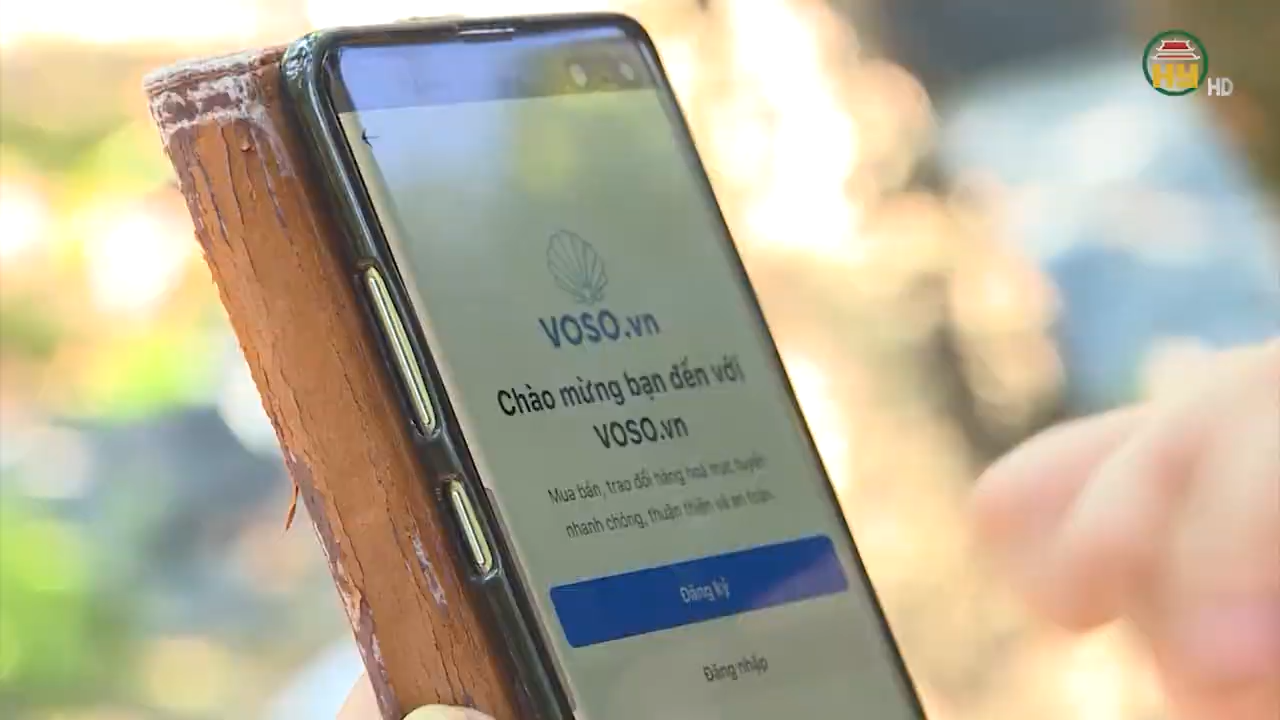 HD
VOSO.vn
Chào mừng bạn đến với
VOSO.vn
Mua bán, trao đổi hàng hoá trực tuyến
nhanh chóng, thuận thiện và an toàn.
Đăng ký
Đăng nhập